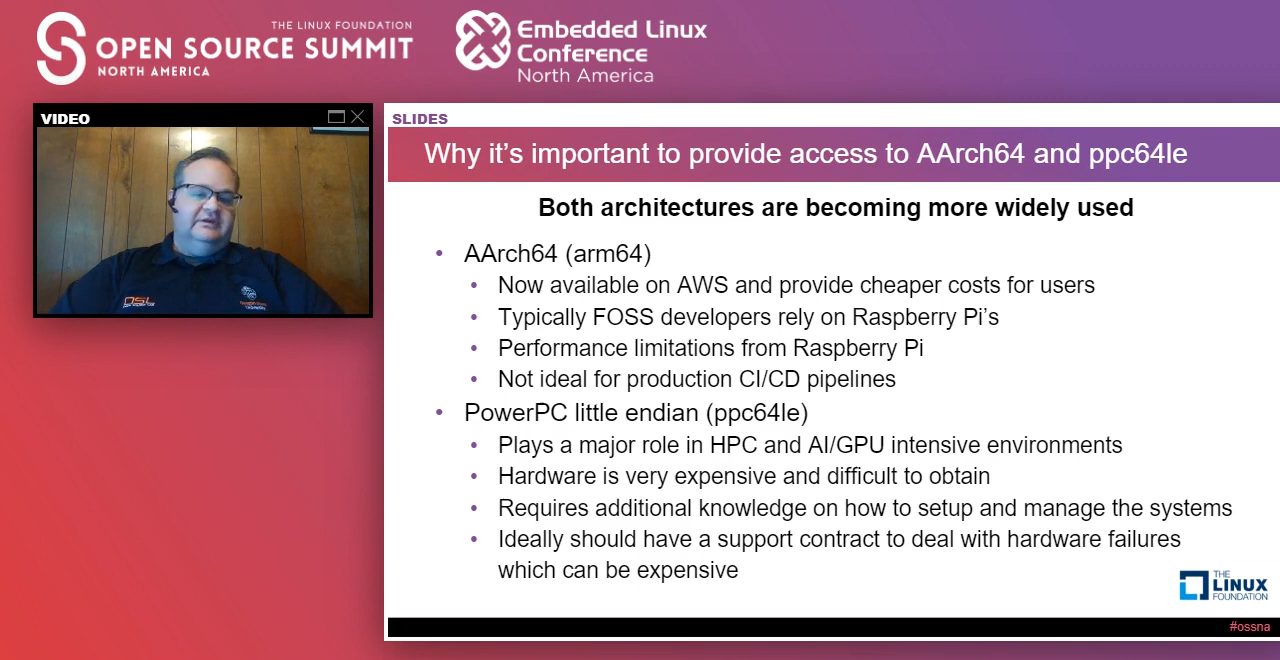 THE LINUX FOUNDATION
OPEN SOURCE SUMMIT
NORTH AMERICA
Embedded Linux
Conference
North America
VIDEO
OSL
SLIDES
Why it's important to provide access to AArch64 and ppc64le
Both architectures are becoming more widely used
• AArch64 (arm64)
• Now available on AWS and provide cheaper costs for users
• Typically FOSS developers rely on Raspberry Pi's
• Performance limitations from Raspberry Pi
• Not ideal for production CI/CD pipelines
• PowerPC little endian (ppc64le)
• Plays a major role in HPC and AI/GPU intensive environments
• Hardware is very expensive and difficult to obtain
• Requires additional knowledge on how to setup and manage the systems
• Ideally should have a support contract to deal with hardware failures
which can be expensive
THE
LINUX
FOUNDATION
#ossna